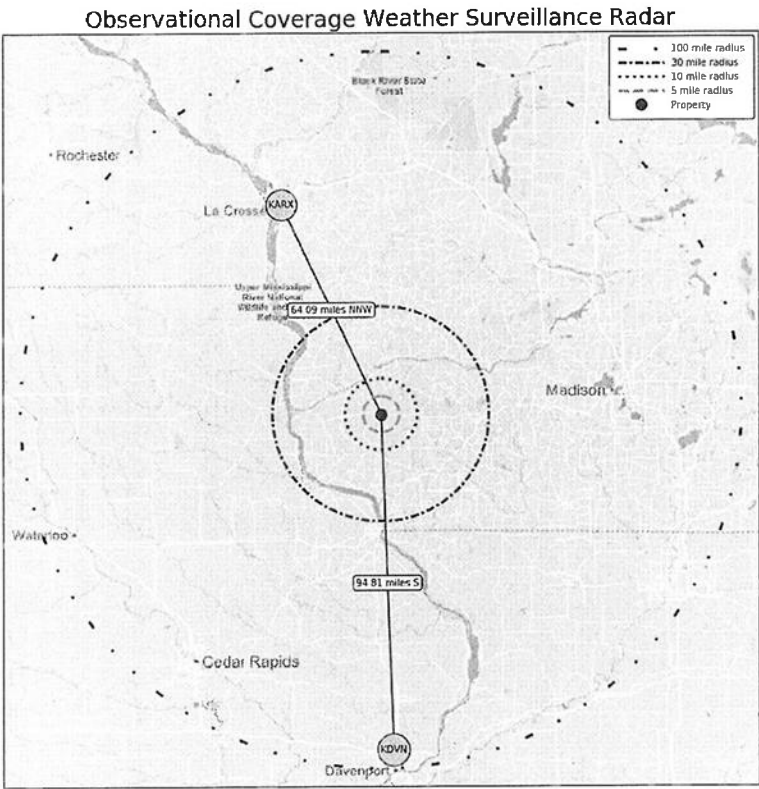 Observational Coverage Weather Surveillance Radar
100 mile radius
30 mile radius
10 mile radius
5 mile radius
Property
Black River State
Forest
Rochester
KARX
La Crosse
Upper Mississippi
River National
Wildlife and
Refuge
64 09 miles NNW
Madison
Waterloo
94 81 miles S
Cedar Rapids
KDVN
Davenport